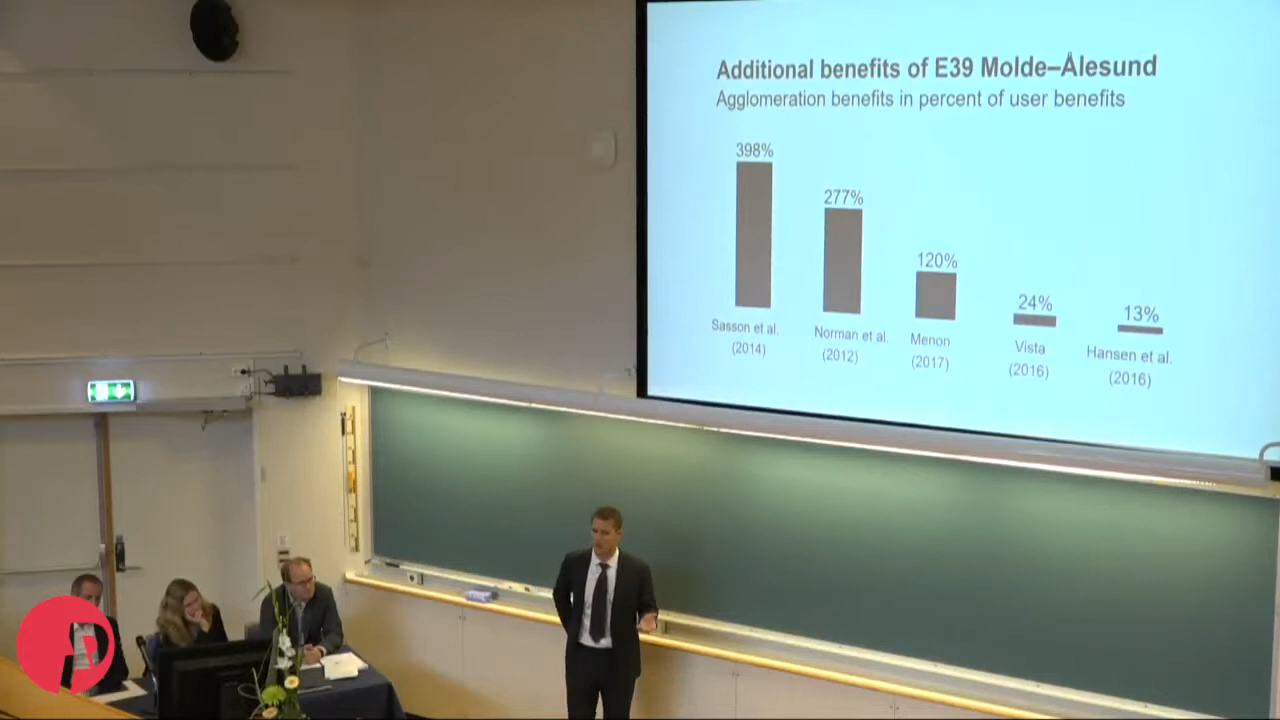 Additional benefits of E39 Molde–Ålesund
Agglomeration benefits in percent of user benefits
398%
277%
120%
24%
13%
Sasson et al.
(2014)
Norman et al.
(2012)
Menon
(2017)
Vista
(2016)
Hansen et al.
(2016)